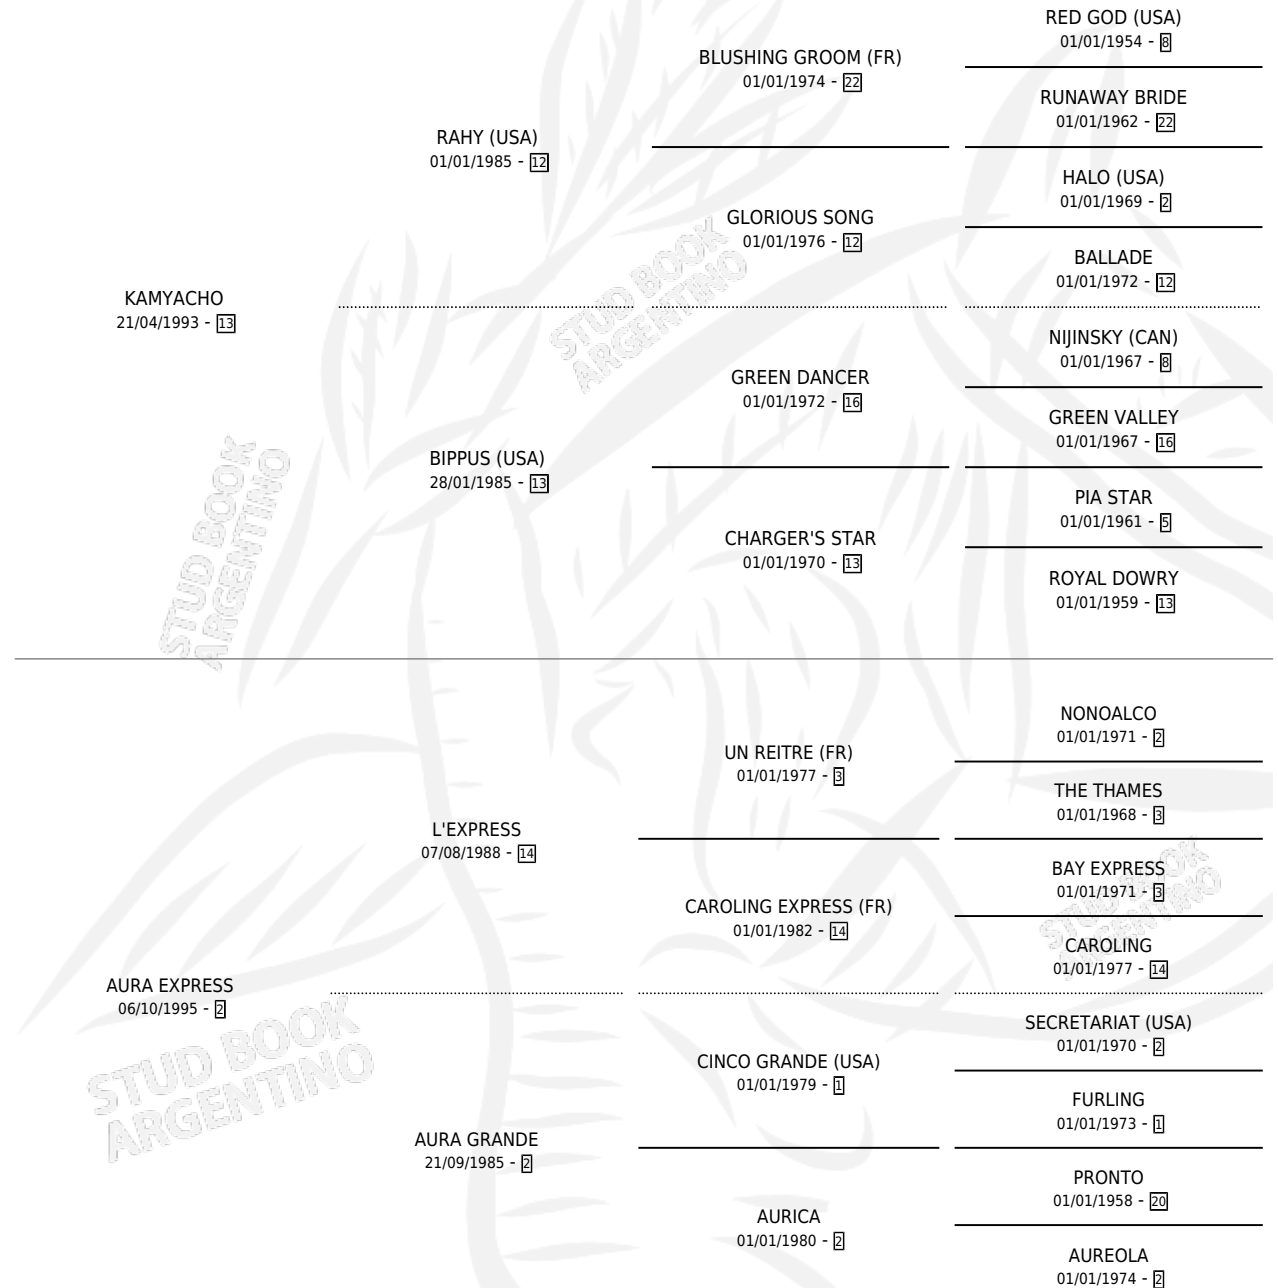 RED GOD (USA)
01/01/1954 - 8
BLUSHING GROOM (FR)
01/01/1974 - 22
RUNAWAY BRIDE
01/01/1962 - 22
RAHY (USA)
01/01/1985 - 12
HALO (USA)
01/01/1969 - 2
GLORIOUS SONG
01/01/1976 - 12
BALLADE
01/01/1972 - 12
KAMYACHO
21/04/1993 - 13
NIJINSKY (CAN)
01/01/1967 - 8
GREEN DANCER
01/01/1972 - 16
GREEN VALLEY
01/01/1967 - 16
BIPPUS (USA)
28/01/1985 - 13
PIA STAR
01/01/1961 - 5
CHARGER'S STAR
01/01/1970 - 13
ROYAL DOWRY
01/01/1959 - 13
NONOALCO
01/01/1971 - 2
UN REITRE (FR)
01/01/1977 - 3
THE THAMES
01/01/1968 - 3
L'EXPRESS
07/08/1988 - 14
BAY EXPRESS
01/01/1971 - 3
CAROLING EXPRESS (FR)
01/01/1982 - 14
CAROLING
01/01/1977 - 14
AURA EXPRESS
06/10/1995 - 2
SECRETARIAT (USA)
01/01/1970 - 2
CINCO GRANDE (USA)
01/01/1979 - 1
FURLING
01/01/1973 - 1
AURA GRANDE
21/09/1985 - 2
PRONTO
01/01/1958 - 20
AURICA
01/01/1980 - 2
AUREOLA
01/01/1974 - 2
STUD BOOK
ARGENTINO
STUD BOOK
ARGENTINO
STUD BOOK
ARGENTINO
STUD BOOK
ARGENTINO